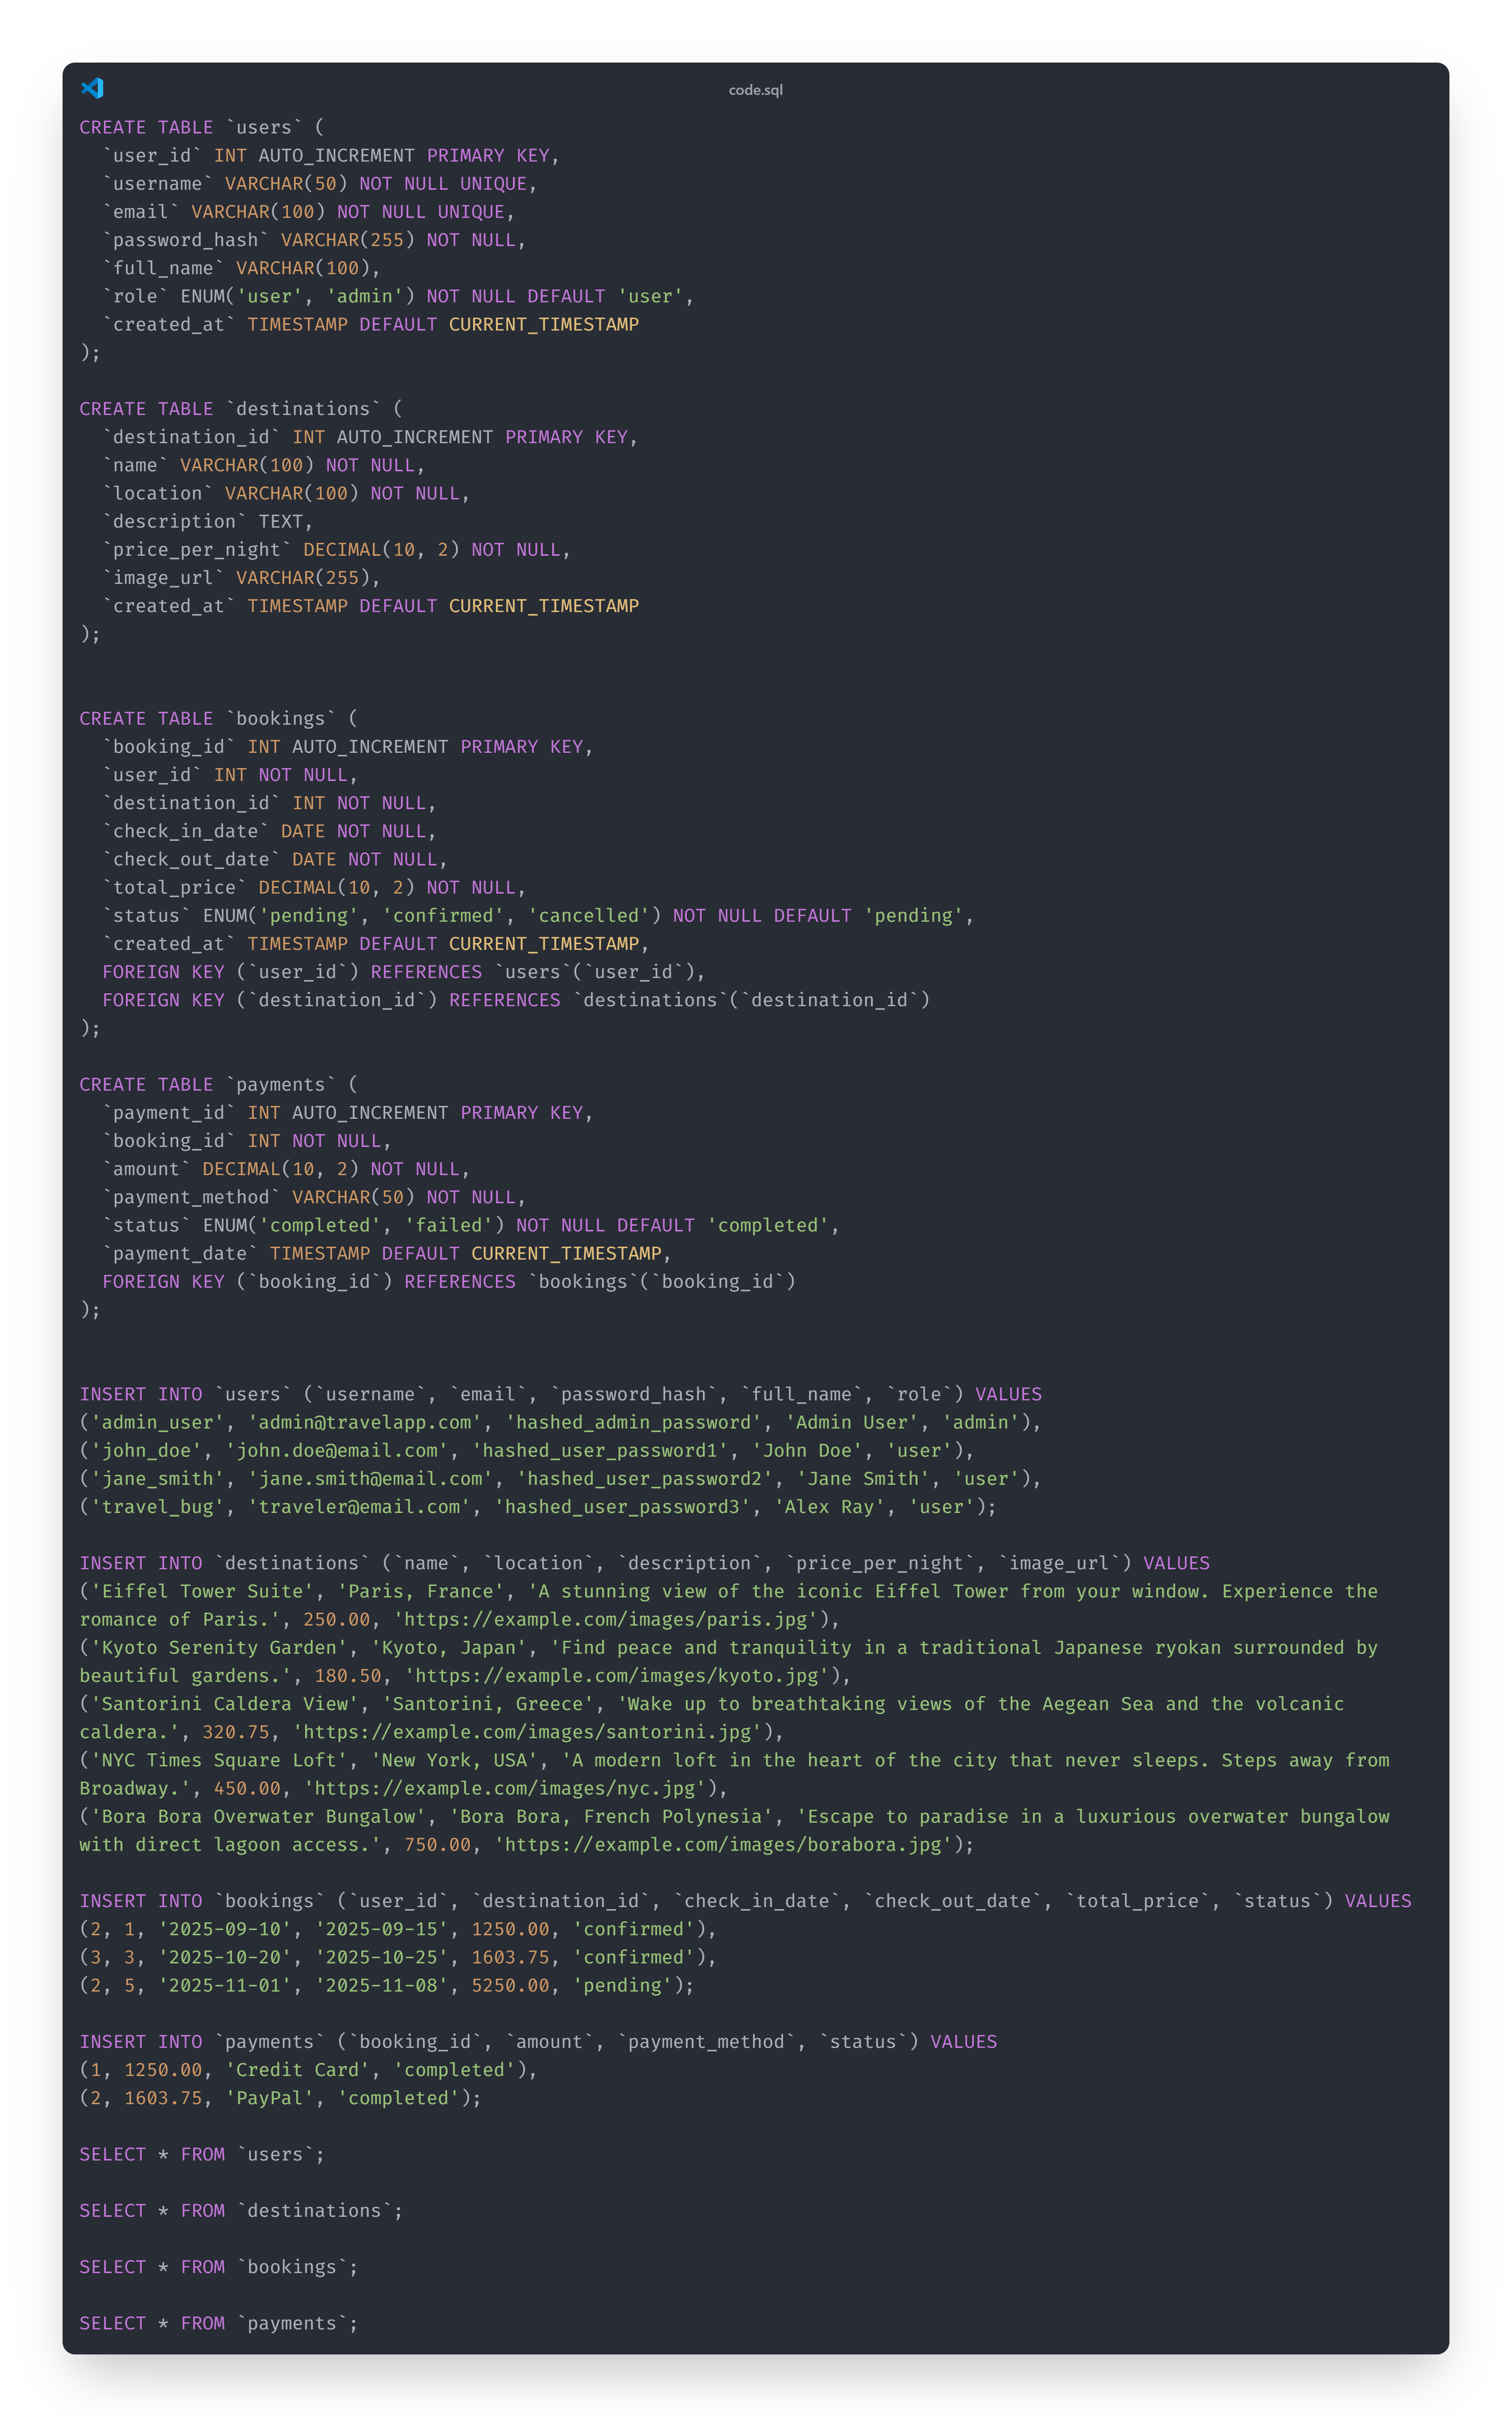 code.sql
CREATE TABLE `users` (
  `user_id` INT AUTO_INCREMENT PRIMARY KEY,
  `username` VARCHAR(50) NOT NULL UNIQUE,
  `email` VARCHAR(100) NOT NULL UNIQUE,
  `password_hash` VARCHAR(255) NOT NULL,
  `full_name` VARCHAR(100),
  `role` ENUM('user', 'admin') NOT NULL DEFAULT 'user',
  `created_at` TIMESTAMP DEFAULT CURRENT_TIMESTAMP
);

CREATE TABLE `destinations` (
  `destination_id` INT AUTO_INCREMENT PRIMARY KEY,
  `name` VARCHAR(100) NOT NULL,
  `location` VARCHAR(100) NOT NULL,
  `description` TEXT,
  `price_per_night` DECIMAL(10, 2) NOT NULL,
  `image_url` VARCHAR(255),
  `created_at` TIMESTAMP DEFAULT CURRENT_TIMESTAMP
);

CREATE TABLE `bookings` (
  `booking_id` INT AUTO_INCREMENT PRIMARY KEY,
  `user_id` INT NOT NULL,
  `destination_id` INT NOT NULL,
  `check_in_date` DATE NOT NULL,
  `check_out_date` DATE NOT NULL,
  `total_price` DECIMAL(10, 2) NOT NULL,
  `status` ENUM('pending', 'confirmed', 'cancelled') NOT NULL DEFAULT 'pending',
  `created_at` TIMESTAMP DEFAULT CURRENT_TIMESTAMP,
  FOREIGN KEY (`user_id`) REFERENCES `users`(`user_id`),
  FOREIGN KEY (`destination_id`) REFERENCES `destinations`(`destination_id`)
);

CREATE TABLE `payments` (
  `payment_id` INT AUTO_INCREMENT PRIMARY KEY,
  `booking_id` INT NOT NULL,
  `amount` DECIMAL(10, 2) NOT NULL,
  `payment_method` VARCHAR(50) NOT NULL,
  `status` ENUM('completed', 'failed') NOT NULL DEFAULT 'completed',
  `payment_date` TIMESTAMP DEFAULT CURRENT_TIMESTAMP,
  FOREIGN KEY (`booking_id`) REFERENCES `bookings`(`booking_id`)
);

INSERT INTO `users` (`username`, `email`, `password_hash`, `full_name`, `role`) VALUES
('admin_user', 'admin@travelapp.com', 'hashed_admin_password', 'Admin User', 'admin'),
('john_doe', 'john.doe@email.com', 'hashed_user_password1', 'John Doe', 'user'),
('jane_smith', 'jane.smith@email.com', 'hashed_user_password2', 'Jane Smith', 'user'),
('travel_bug', 'traveler@email.com', 'hashed_user_password3', 'Alex Ray', 'user');

INSERT INTO `destinations` (`name`, `location`, `description`, `price_per_night`, `image_url`) VALUES
('Eiffel Tower Suite', 'Paris, France', 'A stunning view of the iconic Eiffel Tower from your window. Experience the
romance of Paris.', 250.00, 'https://example.com/images/paris.jpg'),
('Kyoto Serenity Garden', 'Kyoto, Japan', 'Find peace and tranquility in a traditional Japanese ryokan surrounded by
beautiful gardens.', 180.50, 'https://example.com/images/kyoto.jpg'),
('Santorini Caldera View', 'Santorini, Greece', 'Wake up to breathtaking views of the Aegean Sea and the volcanic
caldera.', 320.75, 'https://example.com/images/santorini.jpg'),
('NYC Times Square Loft', 'New York, USA', 'A modern loft in the heart of the city that never sleeps. Steps away from
Broadway.', 450.00, 'https://example.com/images/nyc.jpg'),
('Bora Bora Overwater Bungalow', 'Bora Bora, French Polynesia', 'Escape to paradise in a luxurious overwater bungalow
with direct lagoon access.', 750.00, 'https://example.com/images/borabora.jpg');

INSERT INTO `bookings` (`user_id`, `destination_id`, `check_in_date`, `check_out_date`, `total_price`, `status`) VALUES
(2, 1, '2025-09-10', '2025-09-15', 1250.00, 'confirmed'),
(3, 3, '2025-10-20', '2025-10-25', 1603.75, 'confirmed'),
(2, 5, '2025-11-01', '2025-11-08', 5250.00, 'pending');

INSERT INTO `payments` (`booking_id`, `amount`, `payment_method`, `status`) VALUES
(1, 1250.00, 'Credit Card', 'completed'),
(2, 1603.75, 'PayPal', 'completed');

SELECT * FROM `users`;

SELECT * FROM `destinations`;

SELECT * FROM `bookings`;

SELECT * FROM `payments`;